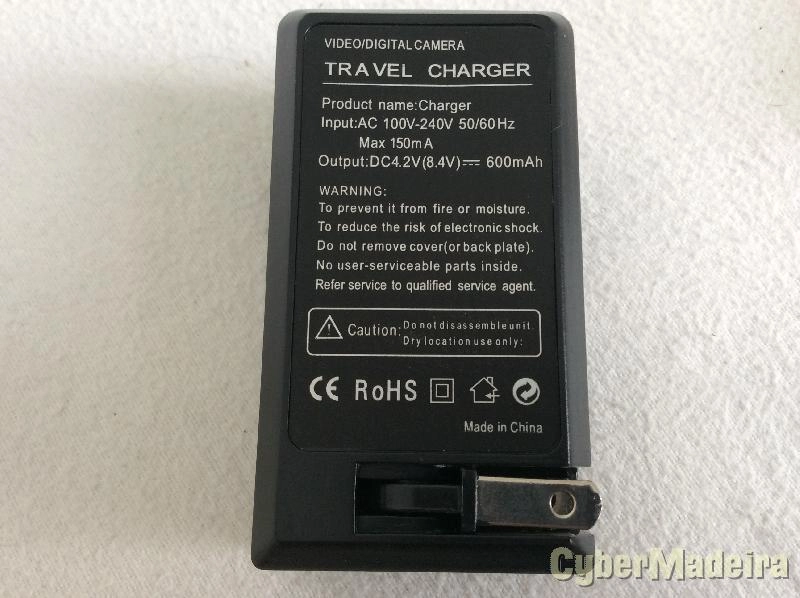 VIDEO/DIGITAL CAMERA
TRAVEL CHARGER
Product name:Charger
Input:AC 100V-240V 50/60Hz
Max 150mA
Output:DC4.2V(8.4V)⎓ 600mAh
WARNING:
To prevent it from fire or moisture.
To reduce the risk of electronic shock.
Do not remove cover(or back plate).
No user-serviceable parts inside.
Refer service to qualified service agent.
Caution: Do not disassemble unit.
Dry location use only:
CE RoHS
Made in China
CyberMadeira